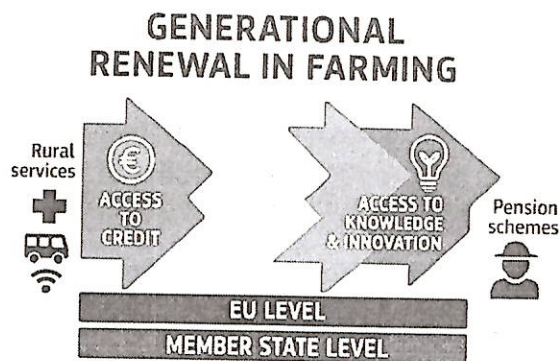 GENERATIONAL
RENEWAL IN FARMING
Rural
services
€
ACCESS
TO
CREDIT
ACCESS TO
KNOWLEDGE
& INNOVATION
Pension
schemes
EU LEVEL
MEMBER STATE LEVEL